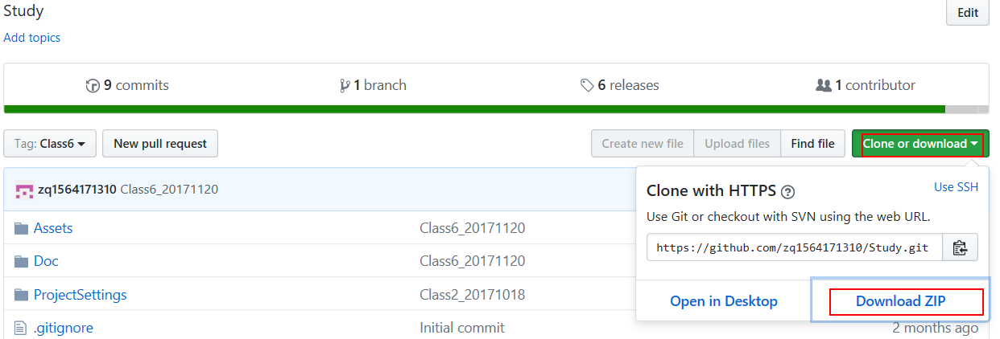 Study
Edit
Add topics
9 commits
1 branch
6 releases
1 contributor
Tag: Class6
New pull request
Create new file
Upload files
Find file
Clone or download
zq1564171310 Class6_20171120
Clone with HTTPS ?
Use SSH
Use Git or checkout with SVN using the web URL.
https://github.com/zq1564171310/Study.git
Open in Desktop
Download ZIP
Assets
Class6_20171120
Doc
Class6_20171120
ProjectSettings
Class2_20171018
.gitignore
Initial commit
2 months ago